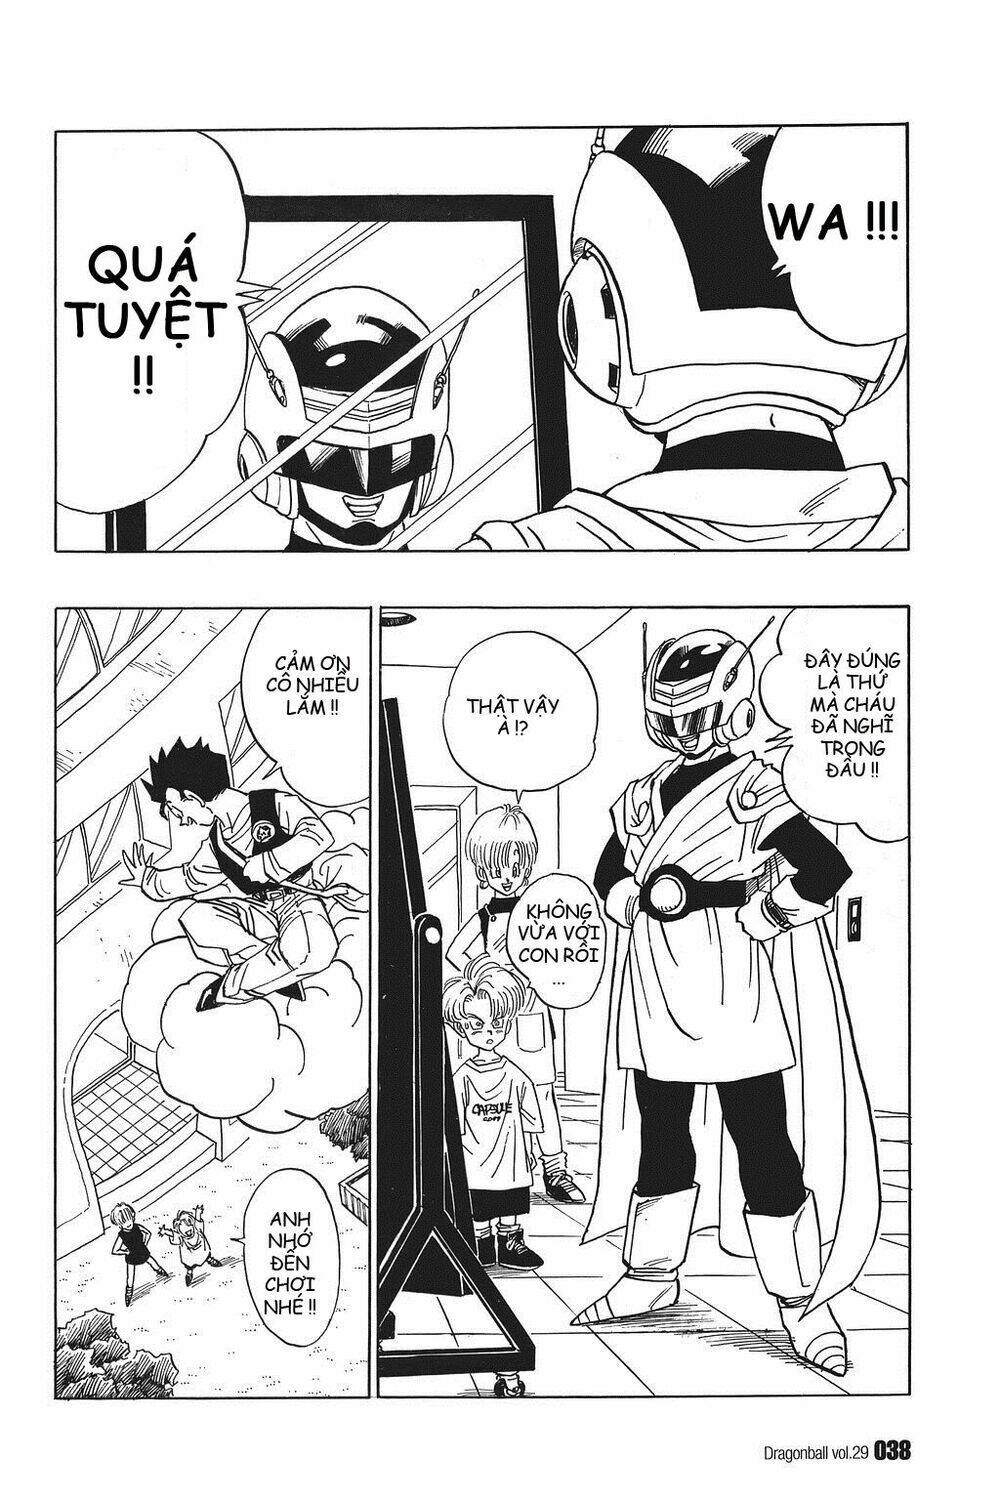 WA !!!
QUÁ
TUYỆT
!!
ĐÂY ĐÚNG
LÀ THỨ
MÀ CHÁU
ĐÃ NGHĨ
TRONG
ĐẦU !!
THẬT VẬY
À !?
KHÔNG
VỪA VỚI
CON RỒI
...
CAPSULE
CORP
CẢM ƠN
CÔ NHIỀU
LẮM !!
ANH
NHỚ
ĐẾN
CHƠI
NHÉ !!
Dragonball vol.29 038